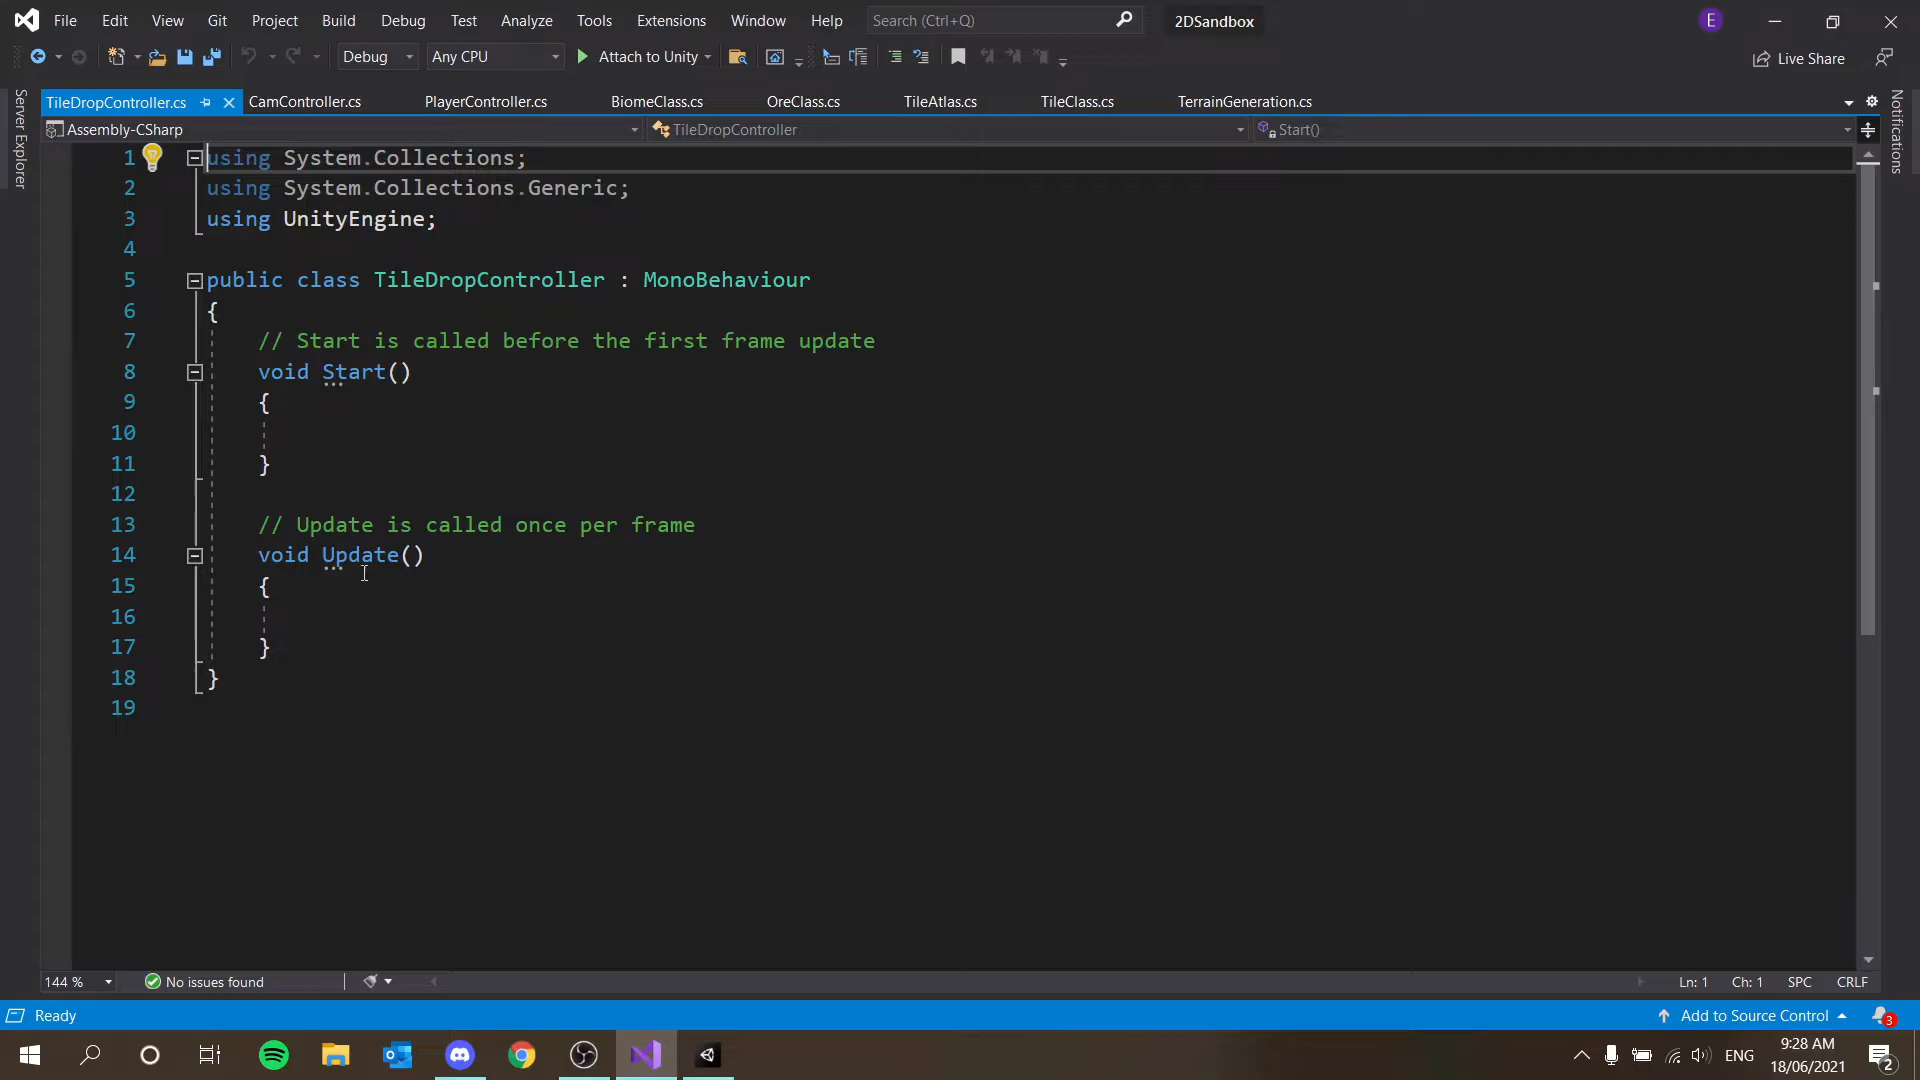 File Edit View Git Project Build Debug Test Analyze Tools Extensions Window Help Search (Ctrl+Q) 2DSandbox E
Debug Any CPU Attach to Unity Live Share
TileDropController.cs CamController.cs PlayerController.cs BiomeClass.cs OreClass.cs TileAtlas.cs TileClass.cs TerrainGeneration.cs
Assembly-CSharp TileDropController Start()
Server Explorer
Notifications
1 using System.Collections;
2 using System.Collections.Generic;
3 using UnityEngine;
4
5 public class TileDropController : MonoBehaviour
6 {
7 // Start is called before the first frame update
8 void Start()
9 {
10
11 }
12
13 // Update is called once per frame
14 void Update()
15 {
16
17 }
18 }
19
144 % No issues found Ln: 1 Ch: 1 SPC CRLF
Ready Add to Source Control 3
ENG 9:28 AM
18/06/2021 2